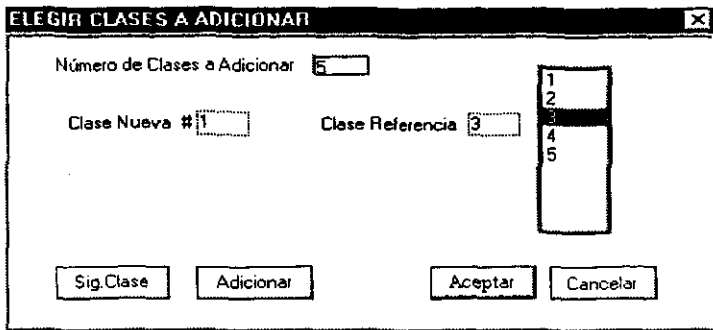 ELEGIR CLASES A ADICIONAR
Número de Clases a Adicionar 5
Clase Nueva # 1
Clase Referencia 3
1
2
3
4
5
Sig.Clase
Adicionar
Aceptar
Cancelar